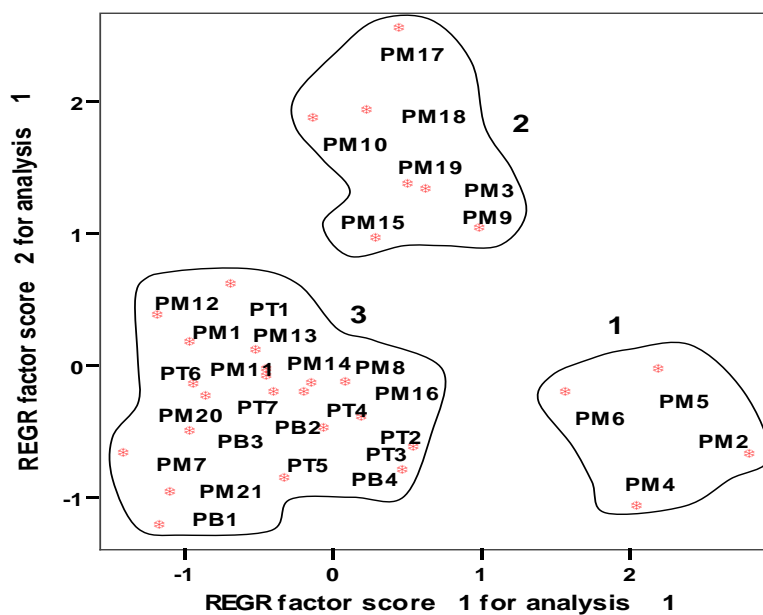 REGR factor score 2 for analysis 1
2
1
0
-1
PM17
PM18
2
PM10
PM19
PM3
PM15
PM9
PM12
PT1
3
1
PM1
PM13
PT6
PM11
PM14
PM8
PM5
PM16
PM6
PM20
PT7
PT4
PB3
PB2
PT2
PM2
PT3
PM7
PT5
PB4
PM4
PM21
PB1
-1
0
1
2
REGR factor score 1 for analysis 1